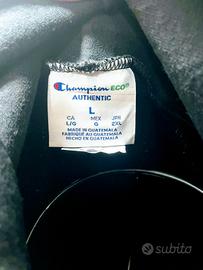 Champion ECO®
AUTHENTIC
L
CA MEX JPN
L/G G 2XL
MADE IN GUATEMALA
FABRIQUÉ AU GUATEMALA
HECHO EN GUATEMALA
subito